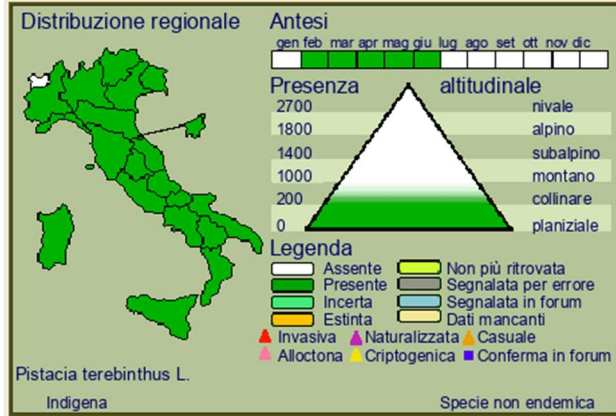 Distribuzione regionale
Antesi
gen feb mar apr mag giu lug ago set ott nov dic
Presenza altitudinale
2700 nivale
1800 alpino
1400 subalpino
1000 montano
200 collinare
0 planiziale
Legenda
Assente Non più ritrovata
Presente Segnalata per errore
Incerta Segnalata in forum
Estinta Dati mancanti
Invasiva Naturalizzata Casuale
Alloctona Criptogenica Conferma in forum
Pistacia terebinthus L.
Indigena Specie non endemica